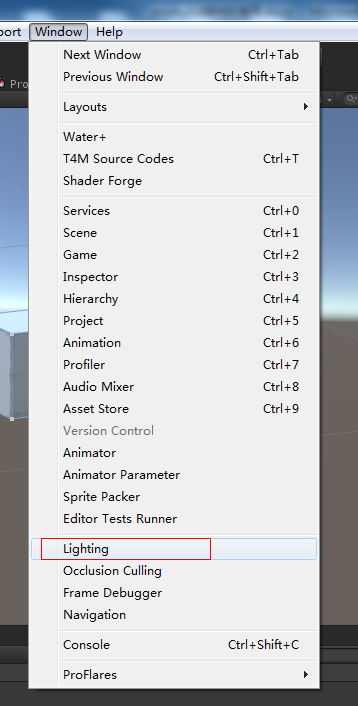 port Window Help
Next Window Ctrl+Tab
Previous Window Ctrl+Shift+Tab
Layouts
Water+
T4M Source Codes Ctrl+T
Shader Forge
Services Ctrl+0
Scene Ctrl+1
Game Ctrl+2
Inspector Ctrl+3
Hierarchy Ctrl+4
Project Ctrl+5
Animation Ctrl+6
Profiler Ctrl+7
Audio Mixer Ctrl+8
Asset Store Ctrl+9
Version Control
Animator
Animator Parameter
Sprite Packer
Editor Tests Runner
Lighting
Occlusion Culling
Frame Debugger
Navigation
Console Ctrl+Shift+C
ProFlares